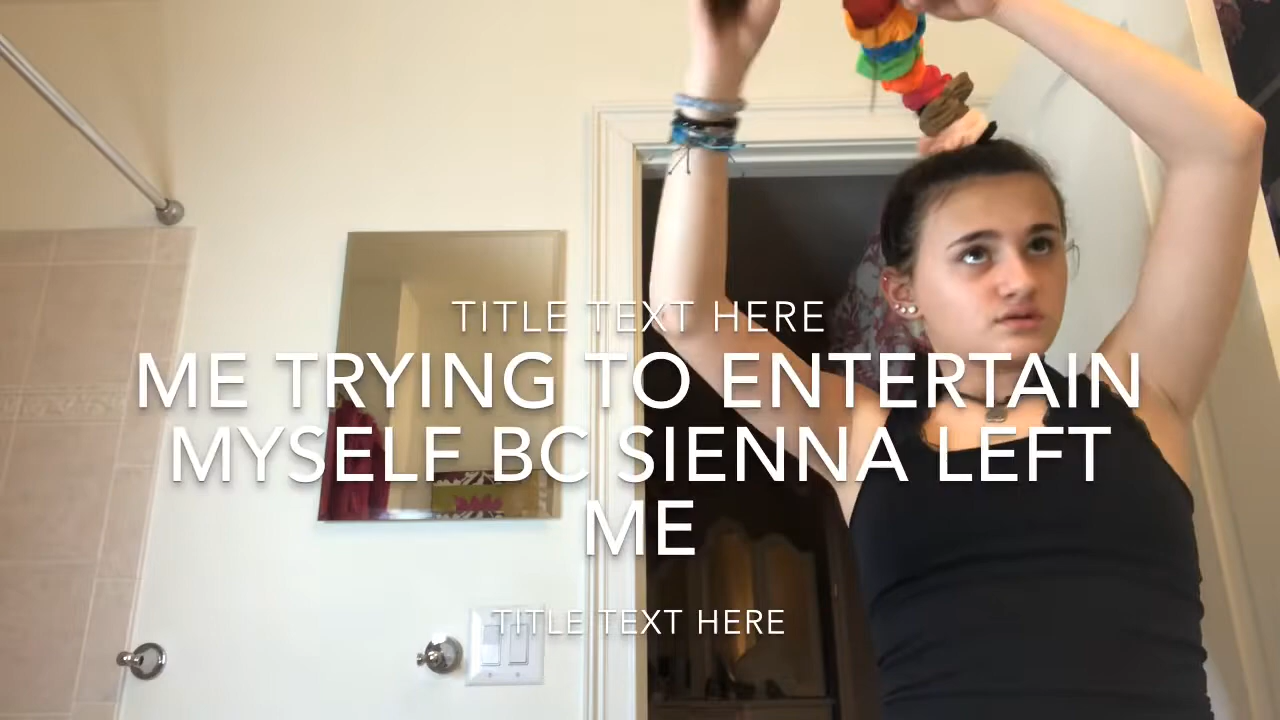 TITLE TEXT HERE
ME TRYING TO ENTERTAIN
MYSELF BC SIENNA LEFT
ME
TITLE TEXT HERE